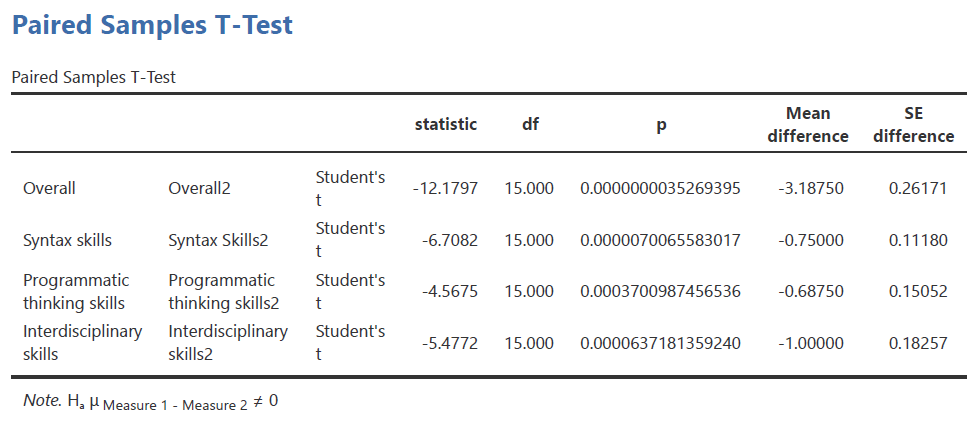 Paired Samples T-Test
Paired Samples T-Test
statistic df p Mean difference SE difference
Overall Overall2 Student's t -12.1797 15.000 0.0000000035269395 -3.18750 0.26171
Syntax skills Syntax Skills2 Student's t -6.7082 15.000 0.0000070065583017 -0.75000 0.11180
Programmatic thinking skills Programmatic thinking skills2 Student's t -4.5675 15.000 0.0003700987456536 -0.68750 0.15052
Interdisciplinary skills Interdisciplinary skills2 Student's t -5.4772 15.000 0.0000637181359240 -1.00000 0.18257
Note. Hₐ μ Measure 1 - Measure 2 ≠ 0